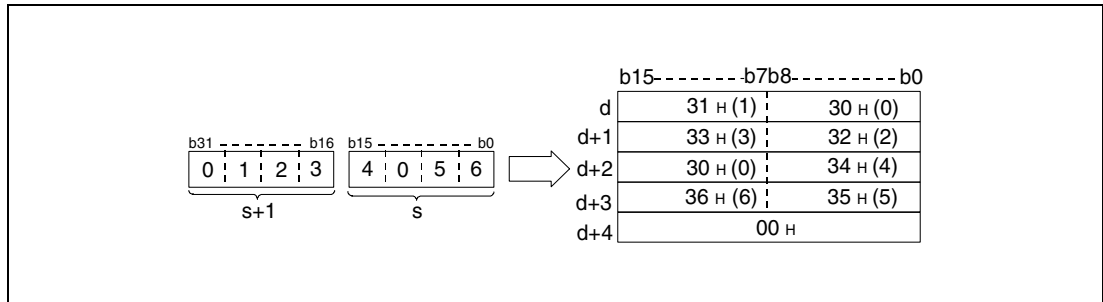 b15 - - - - - - - - b7b8 - - - - - - - - b0
d 31 H (1) 30 H (0)
b31 - - - - - - b16 b15 - - - - - - - - b0
d+1 33 H (3) 32 H (2)
0 1 2 3 4 0 5 6
d+2 30 H (0) 34 H (4)
d+3 36 H (6) 35 H (5)
s+1 s
d+4 00 H